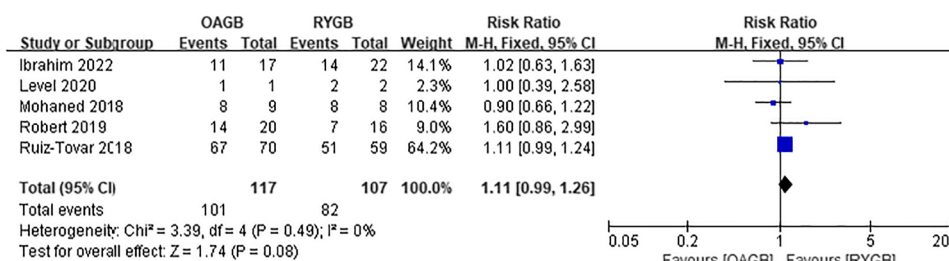 OAGB RYGB Risk Ratio Risk Ratio
Study or Subgroup Events Total Events Total Weight M-H, Fixed, 95% CI M-H, Fixed, 95% CI
Ibrahim 2022 11 17 14 22 14.1% 1.02 [0.63, 1.63]
Level 2020 1 1 2 2 2.3% 1.00 [0.39, 2.58]
Mohaned 2018 8 9 8 8 10.4% 0.90 [0.66, 1.22]
Robert 2019 14 20 7 16 9.0% 1.60 [0.86, 2.99]
Ruiz-Tovar 2018 67 70 51 59 64.2% 1.11 [0.99, 1.24]
Total (95% CI) 117 107 100.0% 1.11 [0.99, 1.26]
Total events 101 82
Heterogeneity: Chi² = 3.39, df = 4 (P = 0.49); I² = 0%
Test for overall effect: Z = 1.74 (P = 0.08)
0.05 0.2 1 5 20
Favours [OAGB] Favours [RYGB]